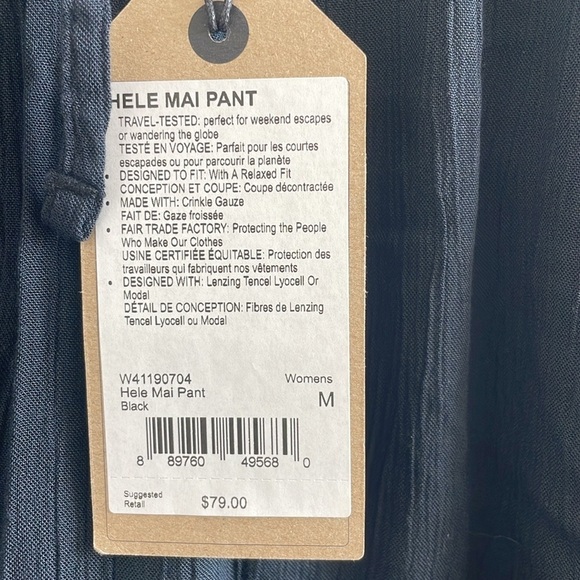 HELE MAI PANT
TRAVEL-TESTED: perfect for weekend escapes
or wandering the globe
TESTÉ EN VOYAGE: Parfait pour les courtes
escapades ou pour parcourir la planète
• DESIGNED TO FIT: With A Relaxed Fit
CONCEPTION ET COUPE: Coupe décontractée
• MADE WITH: Crinkle Gauze
FAIT DE: Gaze froissée
• FAIR TRADE FACTORY: Protecting the People
Who Make Our Clothes
USINE CERTIFIÉE ÉQUITABLE: Protection des
travailleurs qui fabriquent nos vêtements
• DESIGNED WITH: Lenzing Tencel Lyocell Or
Modal
DÉTAIL DE CONCEPTION: Fibres de Lenzing
Tencel Lyocell ou Modal
W41190704 Womens
Hele Mai Pant M
Black
8 89760 49568 0
Suggested
Retail $79.00